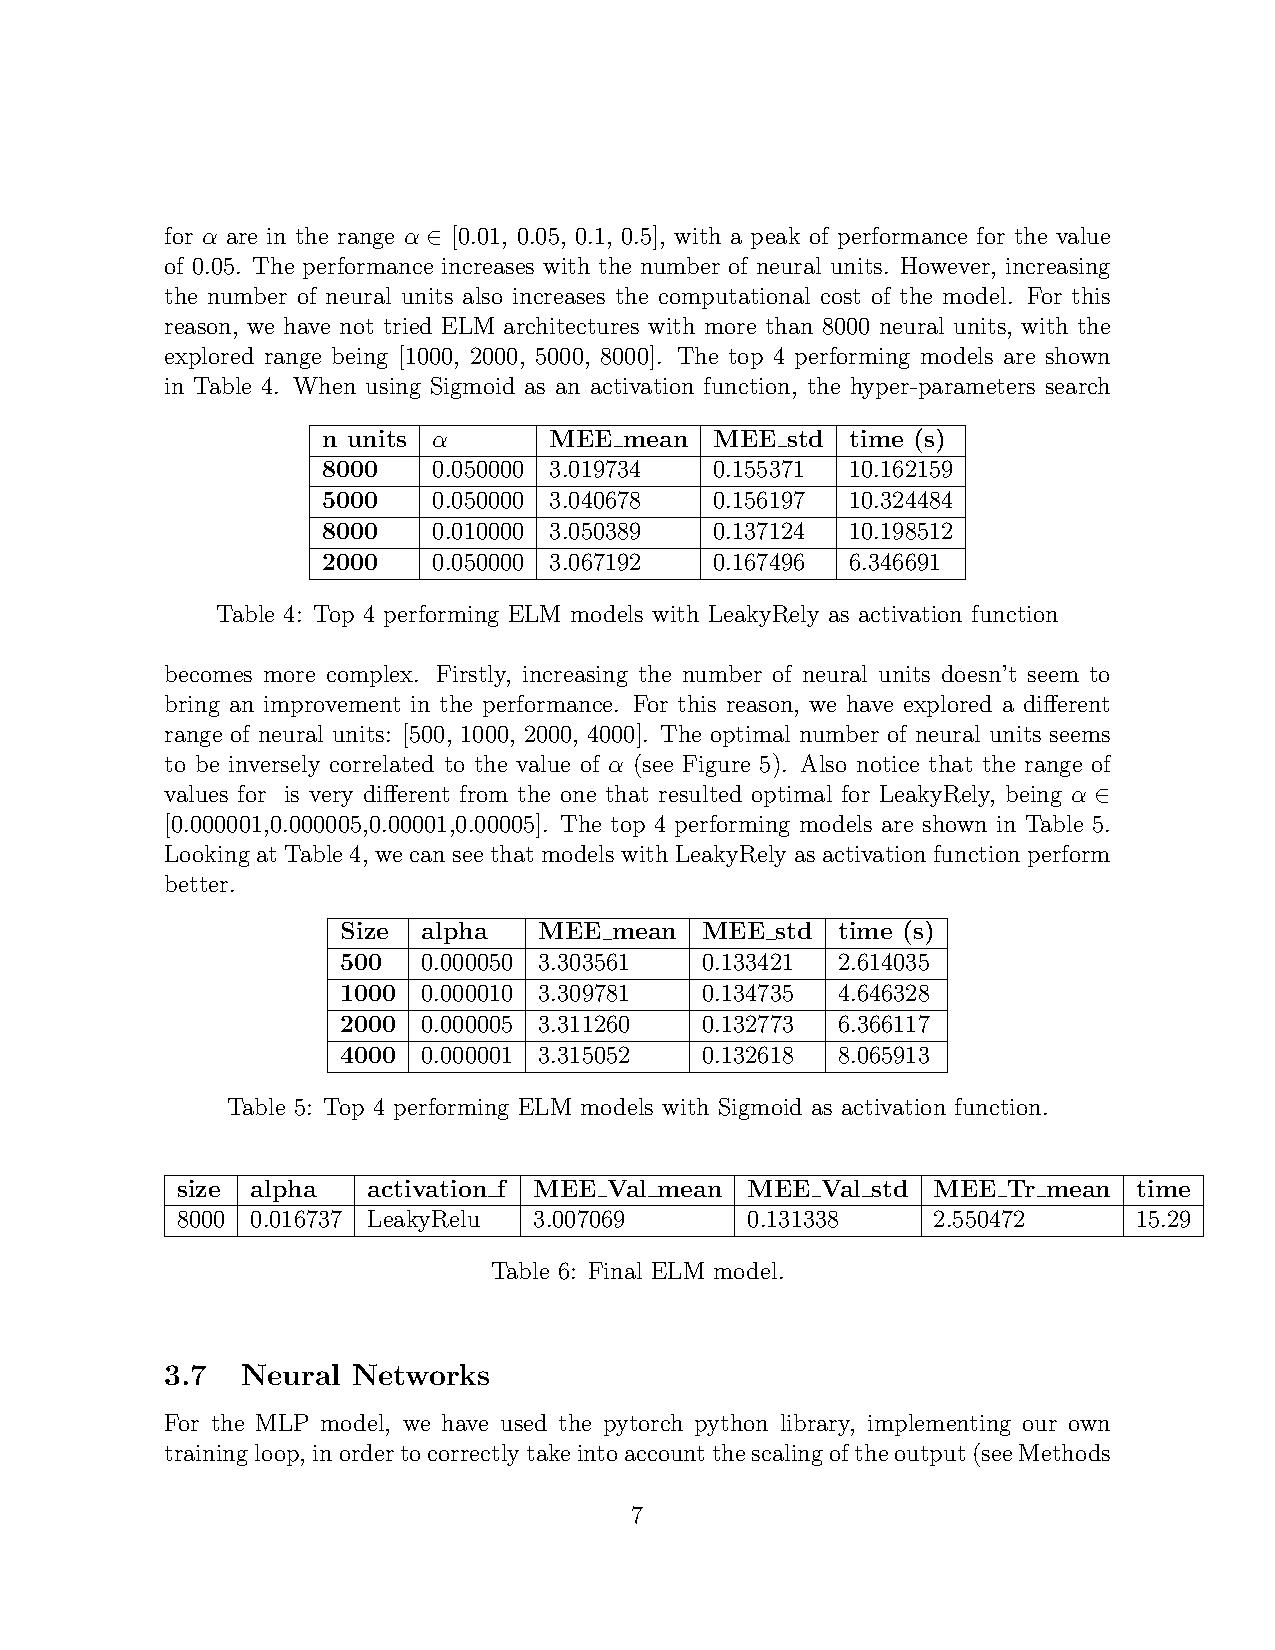 for α are in the range α ∈ [0.01, 0.05, 0.1, 0.5], with a peak of performance for the value
of 0.05. The performance increases with the number of neural units. However, increasing
the number of neural units also increases the computational cost of the model. For this
reason, we have not tried ELM architectures with more than 8000 neural units, with the
explored range being [1000, 2000, 5000, 8000]. The top 4 performing models are shown
in Table 4. When using Sigmoid as an activation function, the hyper-parameters search
n units α MEE_mean MEE_std time (s)
8000 0.050000 3.019734 0.155371 10.162159
5000 0.050000 3.040678 0.156197 10.324484
8000 0.010000 3.050389 0.137124 10.198512
2000 0.050000 3.067192 0.167496 6.346691
Table 4: Top 4 performing ELM models with LeakyRely as activation function
becomes more complex. Firstly, increasing the number of neural units doesn't seem to
bring an improvement in the performance. For this reason, we have explored a different
range of neural units: [500, 1000, 2000, 4000]. The optimal number of neural units seems
to be inversely correlated to the value of α (see Figure 5). Also notice that the range of
values for is very different from the one that resulted optimal for LeakyRely, being α ∈
[0.000001,0.000005,0.00001,0.00005]. The top 4 performing models are shown in Table 5.
Looking at Table 4, we can see that models with LeakyRely as activation function perform
better.
Size alpha MEE_mean MEE_std time (s)
500 0.000050 3.303561 0.133421 2.614035
1000 0.000010 3.309781 0.134735 4.646328
2000 0.000005 3.311260 0.132773 6.366117
4000 0.000001 3.315052 0.132618 8.065913
Table 5: Top 4 performing ELM models with Sigmoid as activation function.
size alpha activation_f MEE_Val_mean MEE_Val_std MEE_Tr_mean time
8000 0.016737 LeakyRelu 3.007069 0.131338 2.550472 15.29
Table 6: Final ELM model.
3.7 Neural Networks
For the MLP model, we have used the pytorch python library, implementing our own
training loop, in order to correctly take into account the scaling of the output (see Methods
7